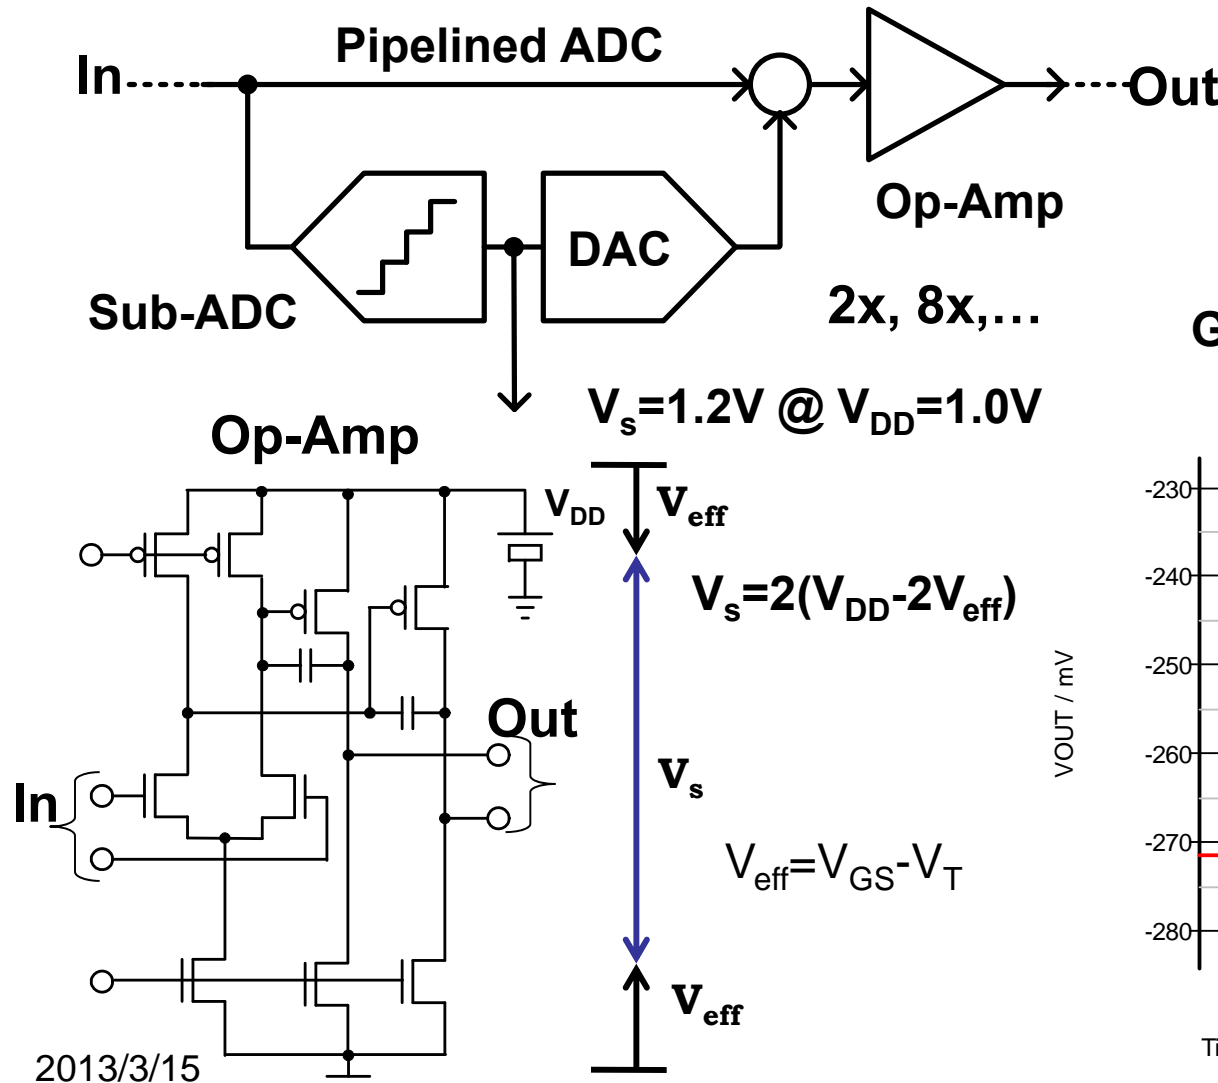 Pipelined ADC
In
Out
Op-Amp
DAC
Sub-ADC
2x, 8x,…
G
Vs=1.2V @ VDD=1.0V
Op-Amp
VDD
Veff
-230
-240
-250
-260
-270
-280
VOUT / mV
Vs=2(VDD-2Veff)
Out
Vs
In
Veff=VGS-VT
Veff
Ti
2013/3/15